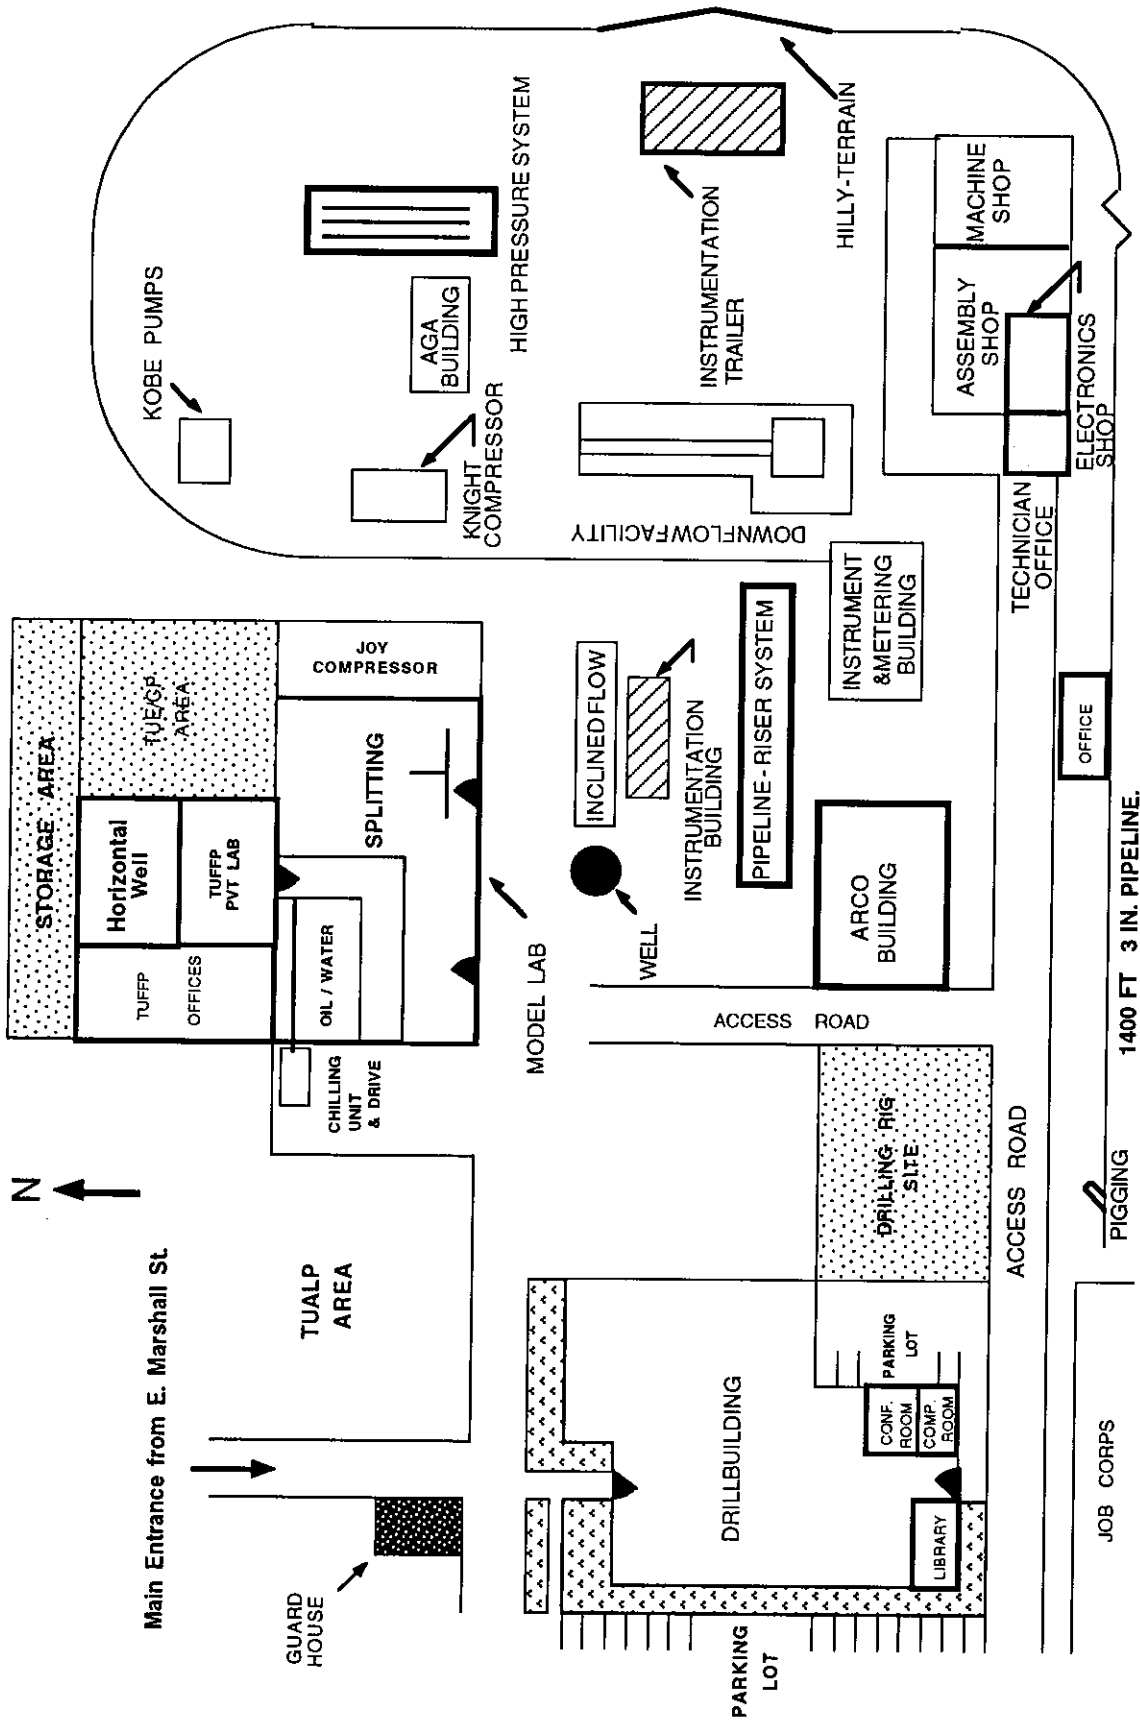 N
Main Entrance from E. Marshall St.
GUARD
HOUSE
TUALP
AREA
CHILLING
UNIT
& DRIVE
STORAGE AREA
TUFFP
OFFICES
Horizontal
Well
TUFFP
PVT LAB
TUE/GP
AREA
OIL / WATER
SPLITTING
JOY
COMPRESSOR
MODEL LAB
KOBE PUMPS
AGA
BUILDING
HIGH PRESSURE SYSTEM
KNIGHT
COMPRESSOR
INSTRUMENTATION
TRAILER
HILLY-TERRAIN
DOWNFLOWFACILITY
INCLINED FLOW
WELL
INSTRUMENTATION
BUILDING
PIPELINE - RISER SYSTEM
INSTRUMENT
&METERING
BUILDING
ARCO
BUILDING
MACHINE
SHOP
ASSEMBLY
SHOP
ELECTRONICS
SHOP
TECHNICIAN
OFFICE
OFFICE
ACCESS ROAD
DRILLING RIG
SITE
ACCESS ROAD
DRILLBUILDING
PARKING
LOT
CONF.
ROOM
COMP.
ROOM
LIBRARY
PARKING
LOT
JOB CORPS
PIGGING
1400 FT 3 IN. PIPELINE.